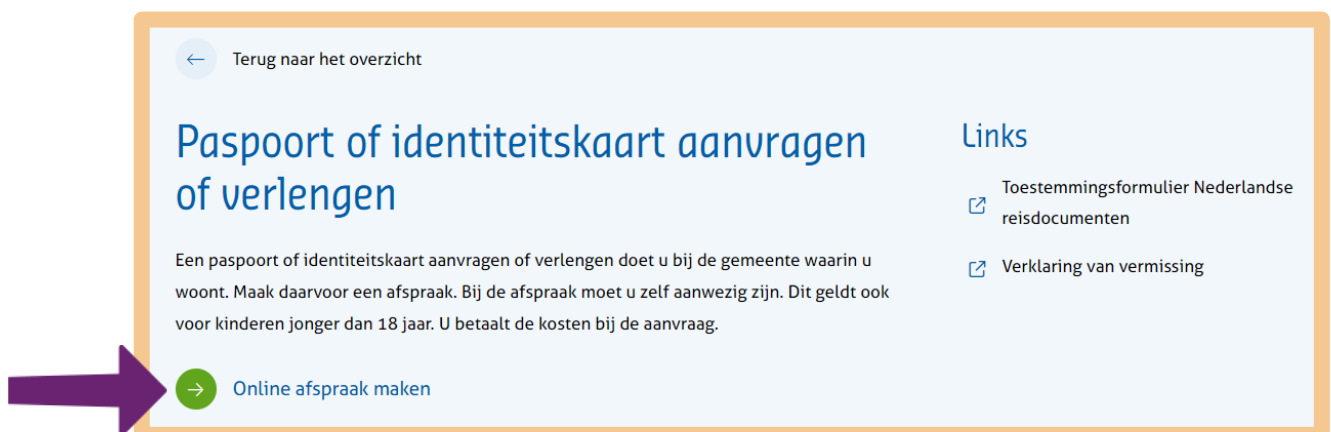 Terug naar het overzicht
Paspoort of identiteitskaart aanvragen
of verlengen
Een paspoort of identiteitskaart aanvragen of verlengen doet u bij de gemeente waarin u
woont. Maak daarvoor een afspraak. Bij de afspraak moet u zelf aanwezig zijn. Dit geldt ook
voor kinderen jonger dan 18 jaar. U betaalt de kosten bij de aanvraag.
Online afspraak maken
Links
Toestemmingsformulier Nederlandse
reisdocumenten
Verklaring van vermissing